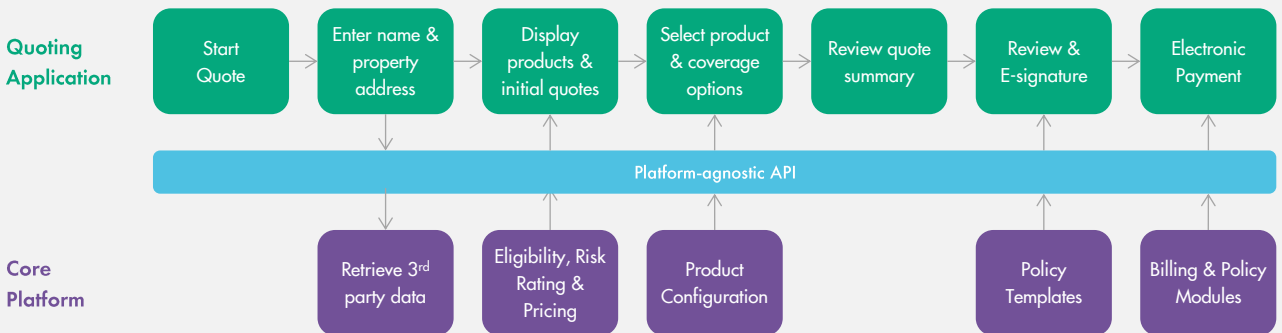 Quoting
Application
Start
Quote
Enter name &
property
address
Display
products &
initial quotes
Select product
& coverage
options
Review quote
summary
Review &
E-signature
Electronic
Payment
Platform-agnostic API
Core
Platform
Retrieve 3rd
party data
Eligibility, Risk
Rating &
Pricing
Product
Configuration
Policy
Templates
Billing & Policy
Modules